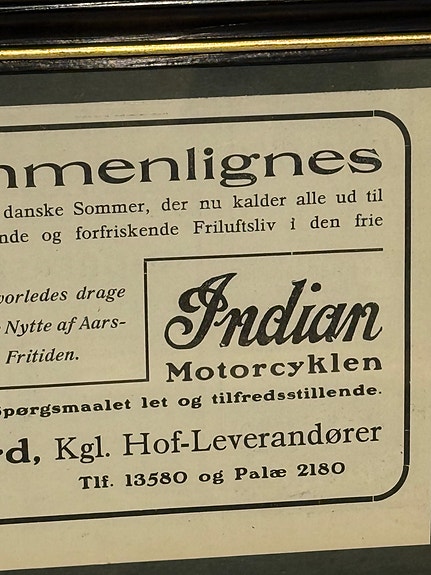 mmenlignes
danske Sommer, der nu kalder alle ud til
nde og forfriskende Friluftsliv i den frie
vorledes drage
Nytte af Aars-
Fritiden.
Indian
Motorcyklen
Spørgsmaalet let og tilfredsstillende.
rd, Kgl. Hof-Leverandører
Tlf. 13580 og Palæ 2180